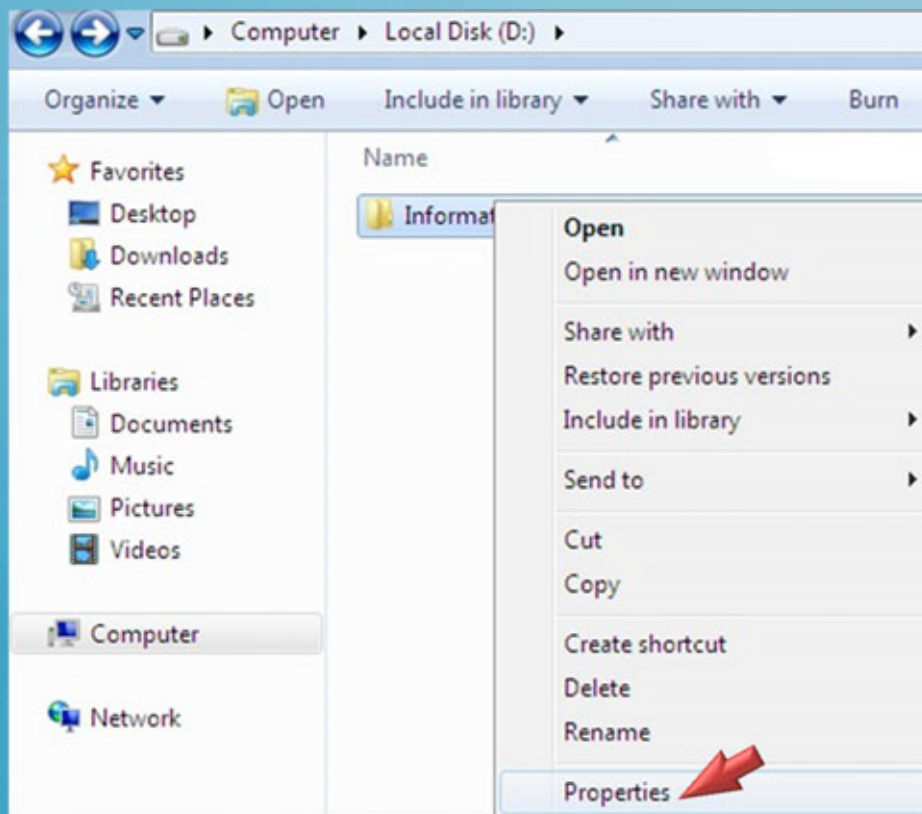 Computer Local Disk (D:)
Organize Open Include in library Share with Burn
Favorites
Desktop
Downloads
Recent Places
Libraries
Documents
Music
Pictures
Videos
Computer
Network
Name
Informat
Open
Open in new window
Share with
Restore previous versions
Include in library
Send to
Cut
Copy
Create shortcut
Delete
Rename
Properties